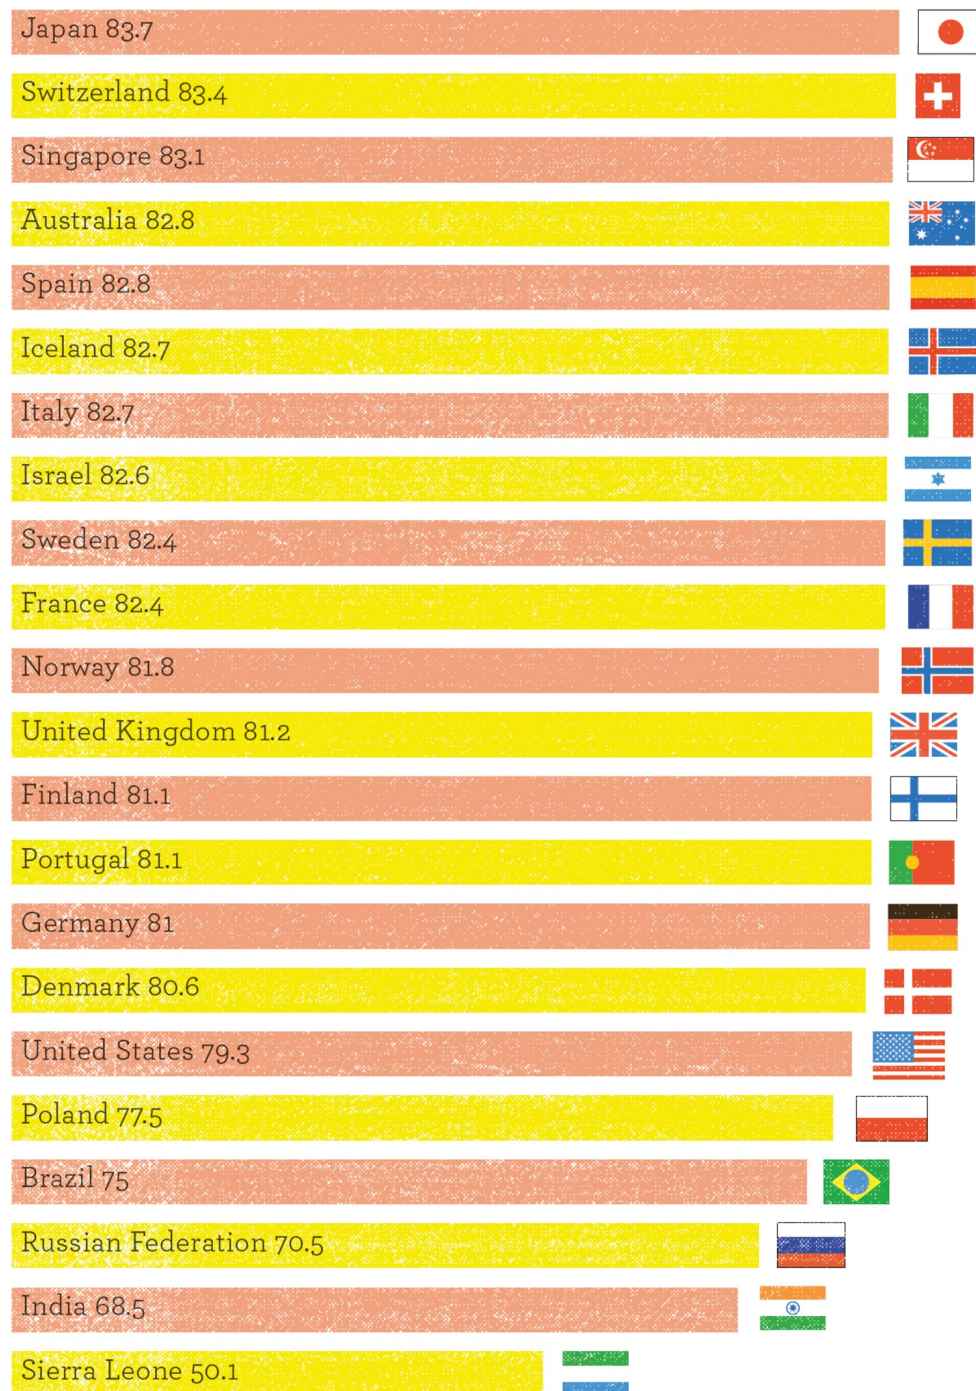 Japan 83.7
Switzerland 83.4
Singapore 83.1
Australia 82.8
Spain 82.8
Iceland 82.7
Italy 82.7
Israel 82.6
Sweden 82.4
France 82.4
Norway 81.8
United Kingdom 81.2
Finland 81.1
Portugal 81.1
Germany 81
Denmark 80.6
United States 79.3
Poland 77.5
Brazil 75
Russian Federation 70.5
India 68.5
Sierra Leone 50.1